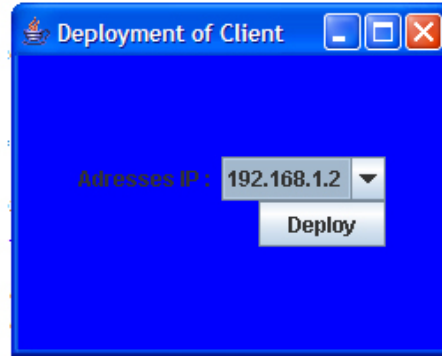 Deployment of Client
Adresses IP : 192.168.1.2
Deploy